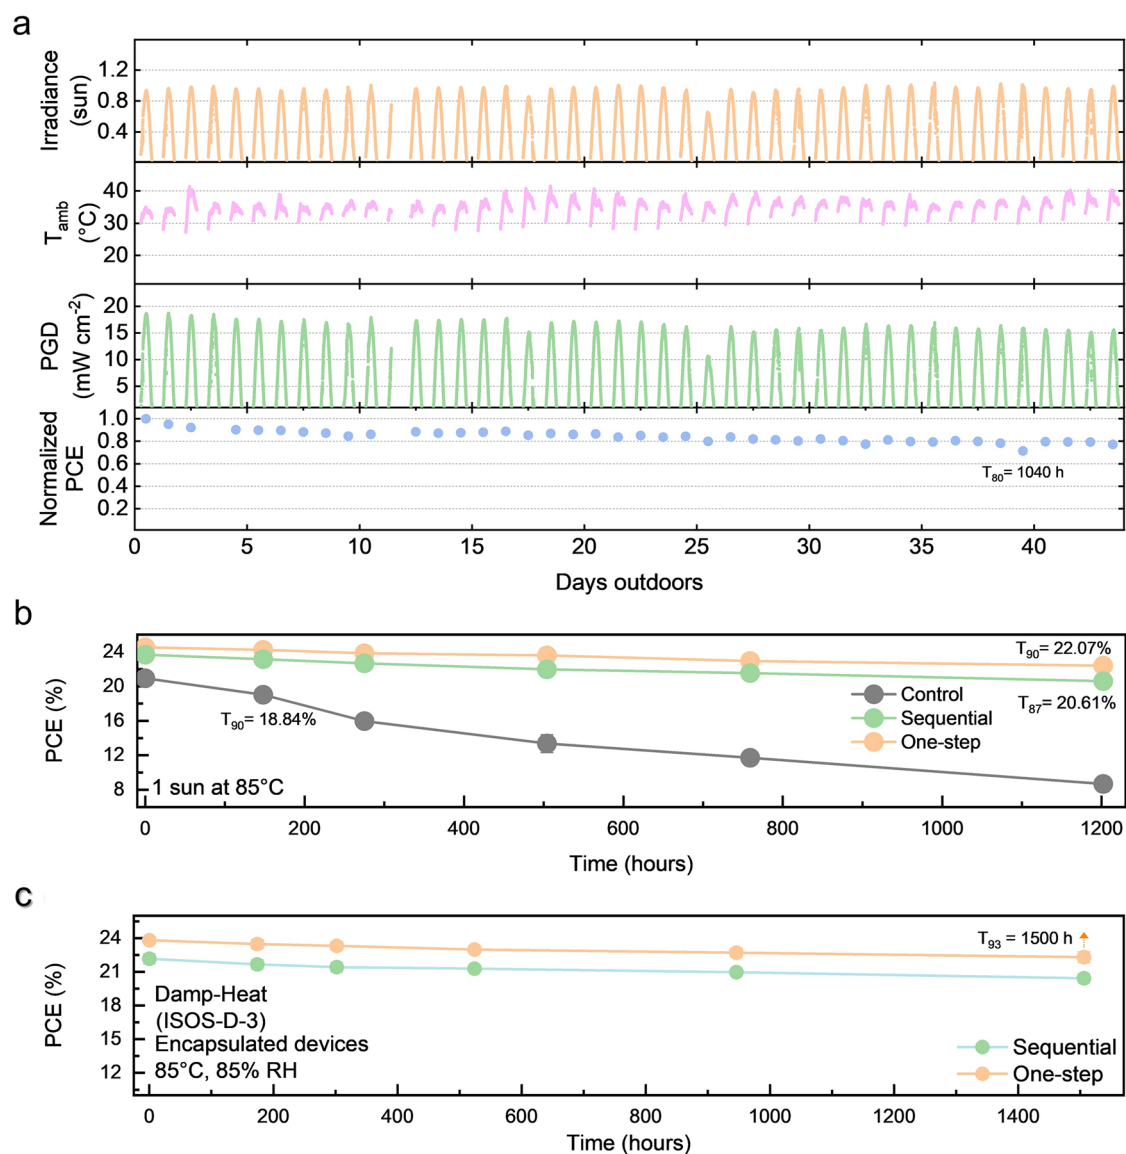 a
Irradiance
(sun)
1.2
0.8
0.4
T_amb
(°C)
40
30
20
PGD
(mW cm⁻²)
20
15
10
5
Normalized
PCE
1.0
0.8
0.6
0.4
0.2
T₈₀= 1040 h
0 5 10 15 20 25 30 35 40
Days outdoors
b
PCE (%)
24
20
16
12
8
T₉₀= 22.07%
T₈₇= 20.61%
T₉₀= 18.84%
Control
Sequential
One-step
1 sun at 85°C
0 200 400 600 800 1000 1200
Time (hours)
c
PCE (%)
24
21
18
15
12
T₉₃ = 1500 h
Damp-Heat
(ISOS-D-3)
Encapsulated devices
85°C, 85% RH
Sequential
One-step
0 200 400 600 800 1000 1200 1400
Time (hours)